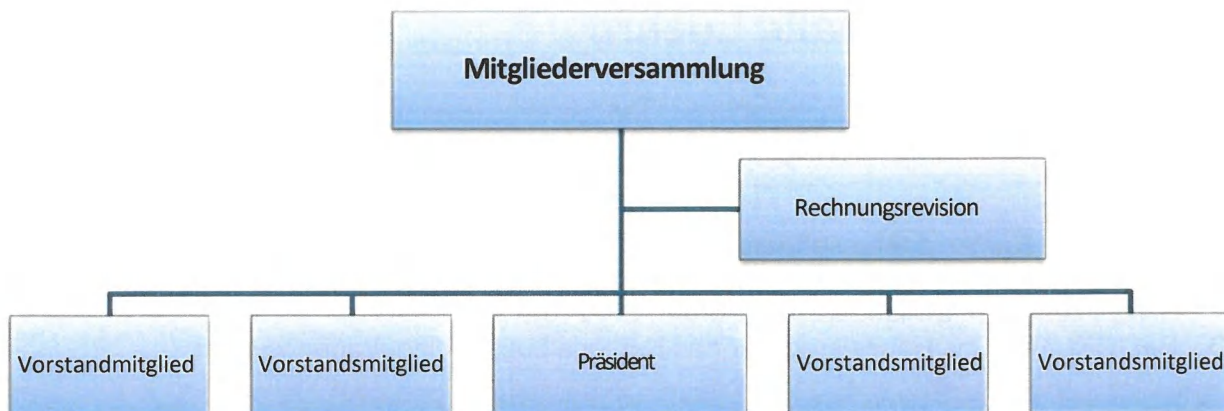 Mitgliederversammlung
Rechnungsrevision
Vorstandmitglied
Vorstandsmitglied
Präsident
Vorstandsmitglied
Vorstandsmitglied